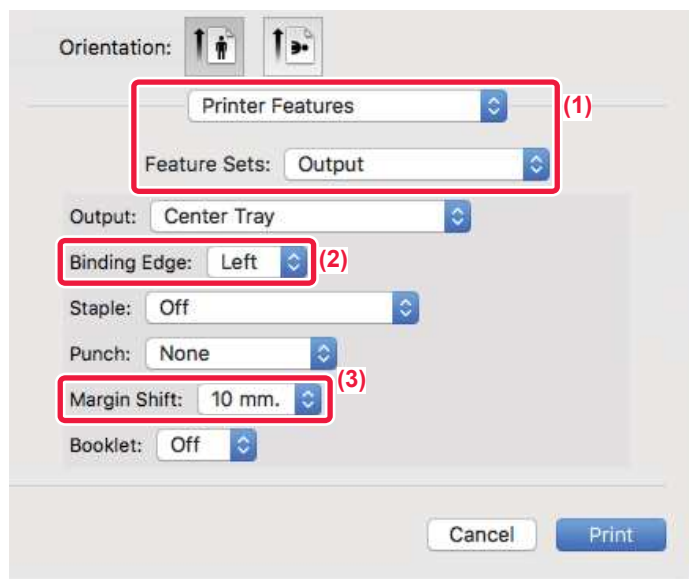 Orientation:
Printer Features
(1)
Feature Sets: Output
Output: Center Tray
Binding Edge: Left
(2)
Staple: Off
Punch: None
(3)
Margin Shift: 10 mm.
Booklet: Off
Cancel Print